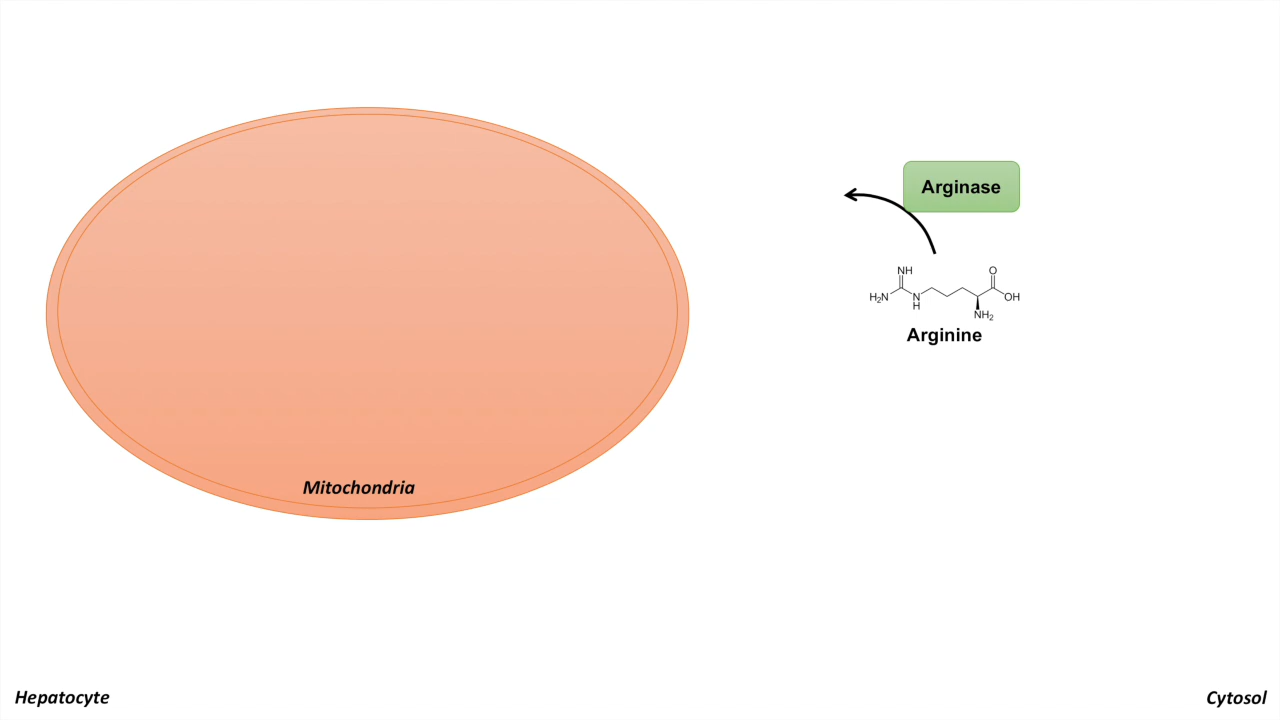 Arginase
NH
O
H₂N
N
H
OH
NH₂
Arginine
Mitochondria
Hepatocyte
Cytosol